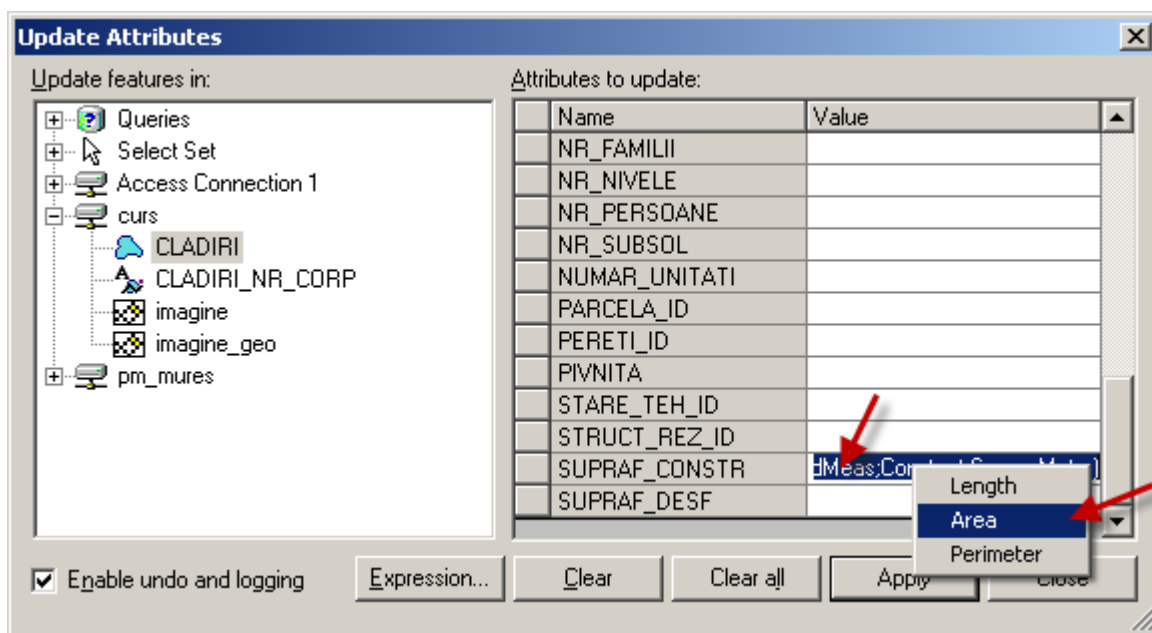 Update Attributes
Update features in:
Queries
Select Set
Access Connection 1
curs
CLADIRI
CLADIRI_NR_CORP
imagine
imagine_geo
pm_mures
Attributes to update:
Name Value
NR_FAMILII
NR_NIVELE
NR_PERSOANE
NR_SUBSOL
NUMAR_UNITATI
PARCELA_ID
PERETI_ID
PIVNITA
STARE_TEH_ID
STRUCT_REZ_ID
SUPRAF_CONSTR
SUPRAF_DESF
Length
Area
Perimeter
Enable undo and logging Expression... Clear Clear all Apply Close